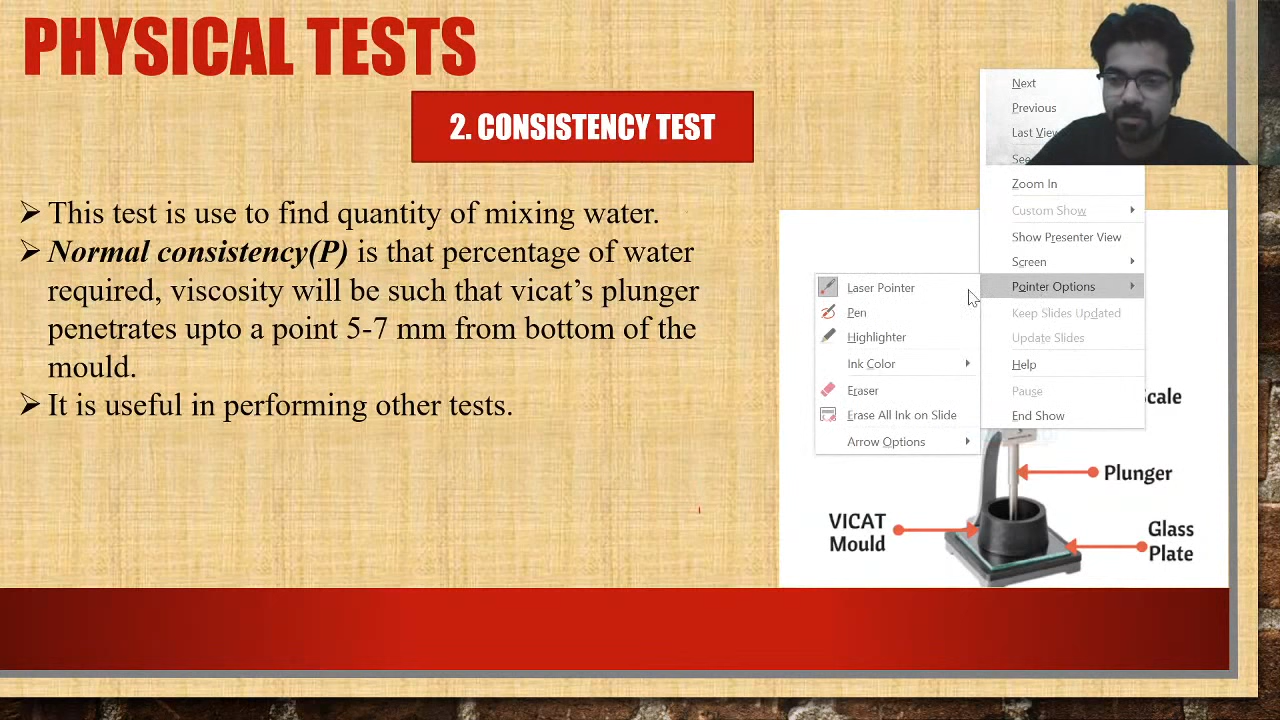 PHYSICAL TESTS
2. CONSISTENCY TEST
This test is use to find quantity of mixing water.
Normal consistency(P) is that percentage of water
required, viscosity will be such that vicat’s plunger
penetrates upto a point 5-7 mm from bottom of the
mould.
It is useful in performing other tests.
Next
Previous
Last View
Zoom In
Custom Show
Show Presenter View
Screen
Pointer Options
Keep Slides Updated
Update Slides
Help
Pause
End Show
Laser Pointer
Pen
Highlighter
Ink Color
Eraser
Erase All Ink on Slide
Arrow Options
Plunger
VICAT
Mould
Glass
Plate